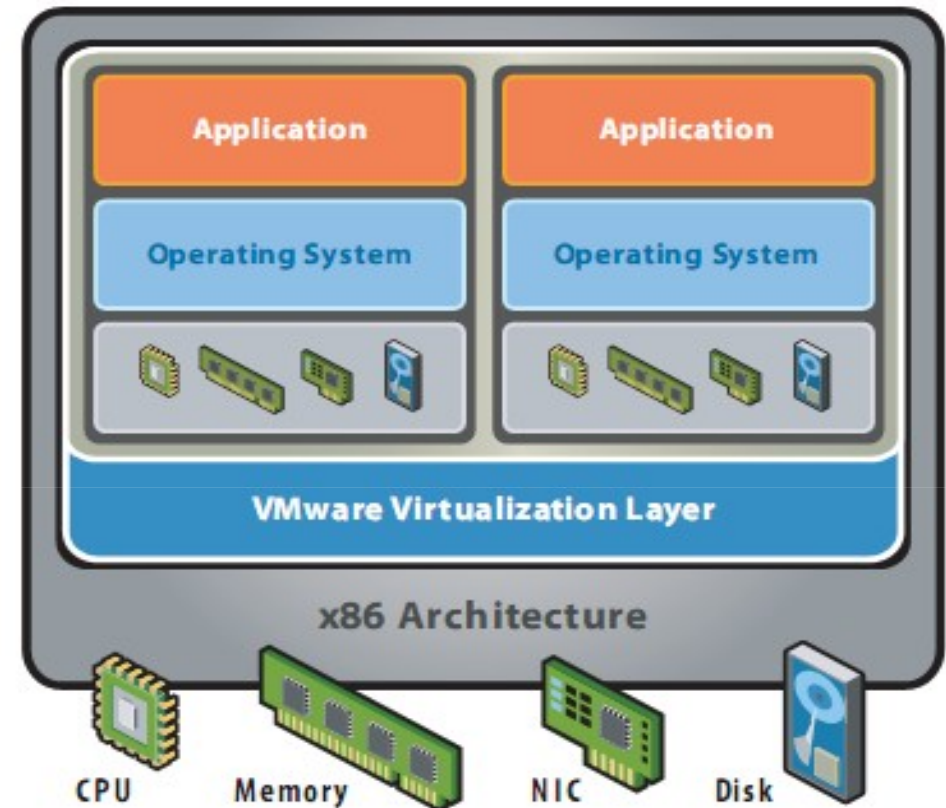 Application
Application
Operating System
Operating System
VMware Virtualization Layer
x86 Architecture
CPU
Memory
NIC
Disk